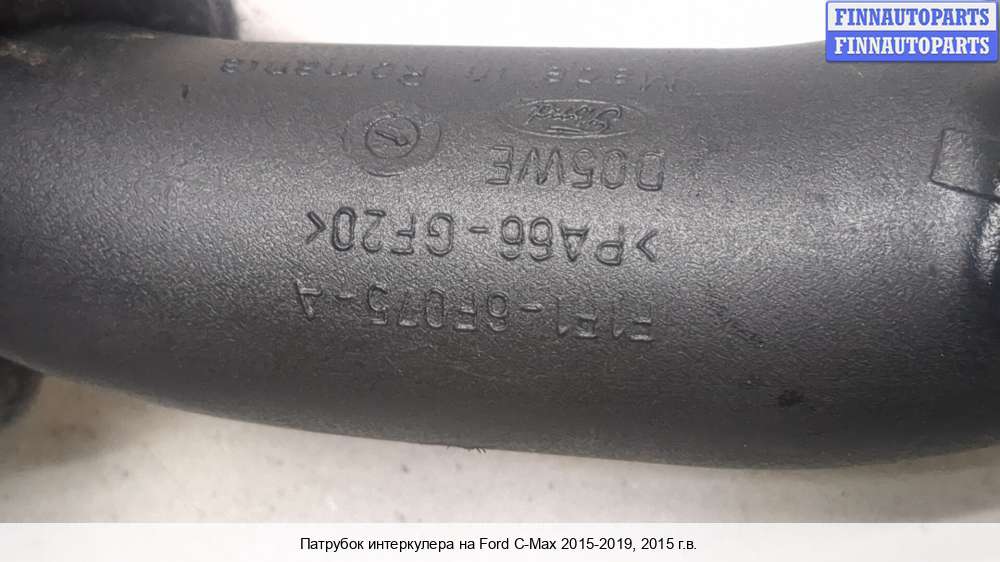 FINNAUTOPARTS
FINNAUTOPARTS
F1F1-6F075-A
>PA66-GF20<
D05WE
Ford
Made in Romania
Патрубок интеркулера на Ford C-Max 2015-2019, 2015 г.в.